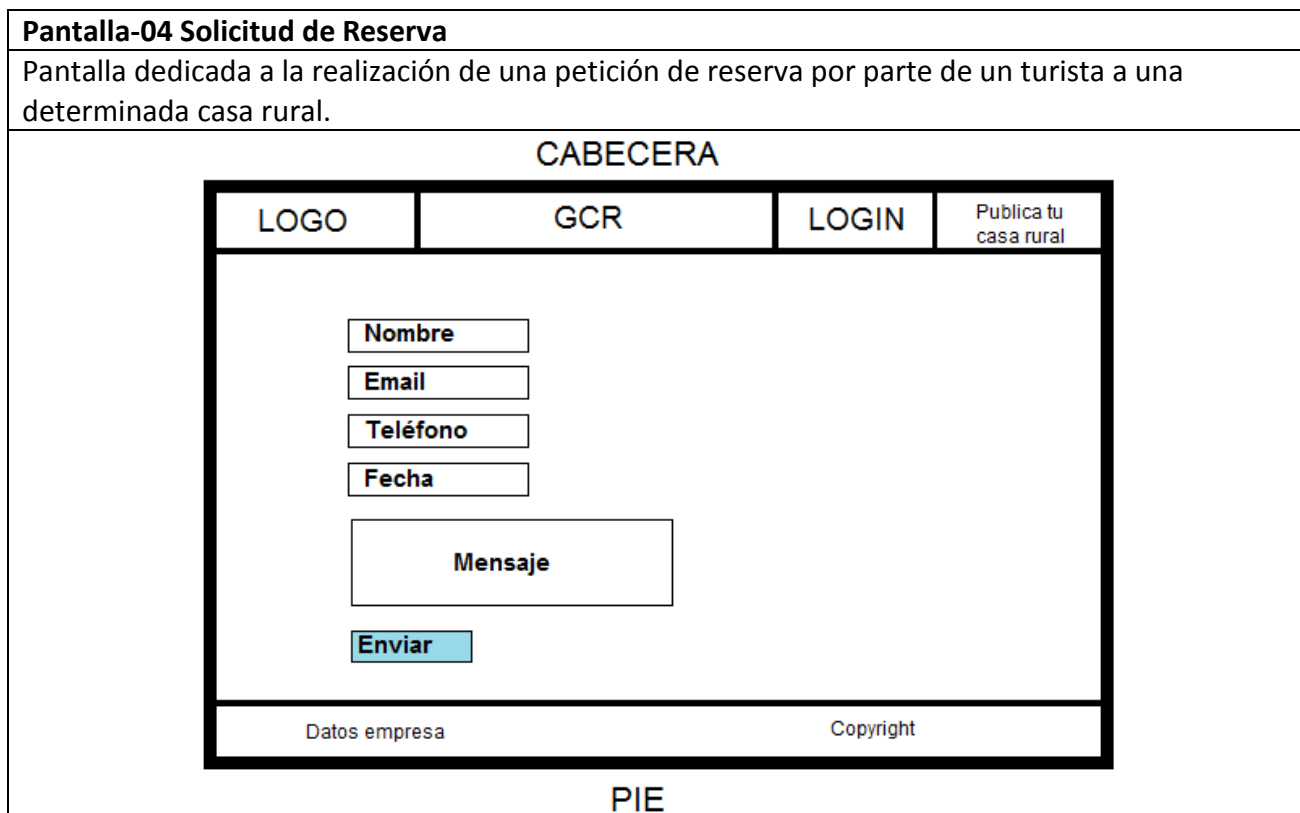 Pantalla-04 Solicitud de Reserva
Pantalla dedicada a la realización de una petición de reserva por parte de un turista a una
determinada casa rural.
CABECERA
LOGO
GCR
LOGIN
Publica tu
casa rural
Nombre
Email
Teléfono
Fecha
Mensaje
Enviar
Datos empresa
Copyright
PIE